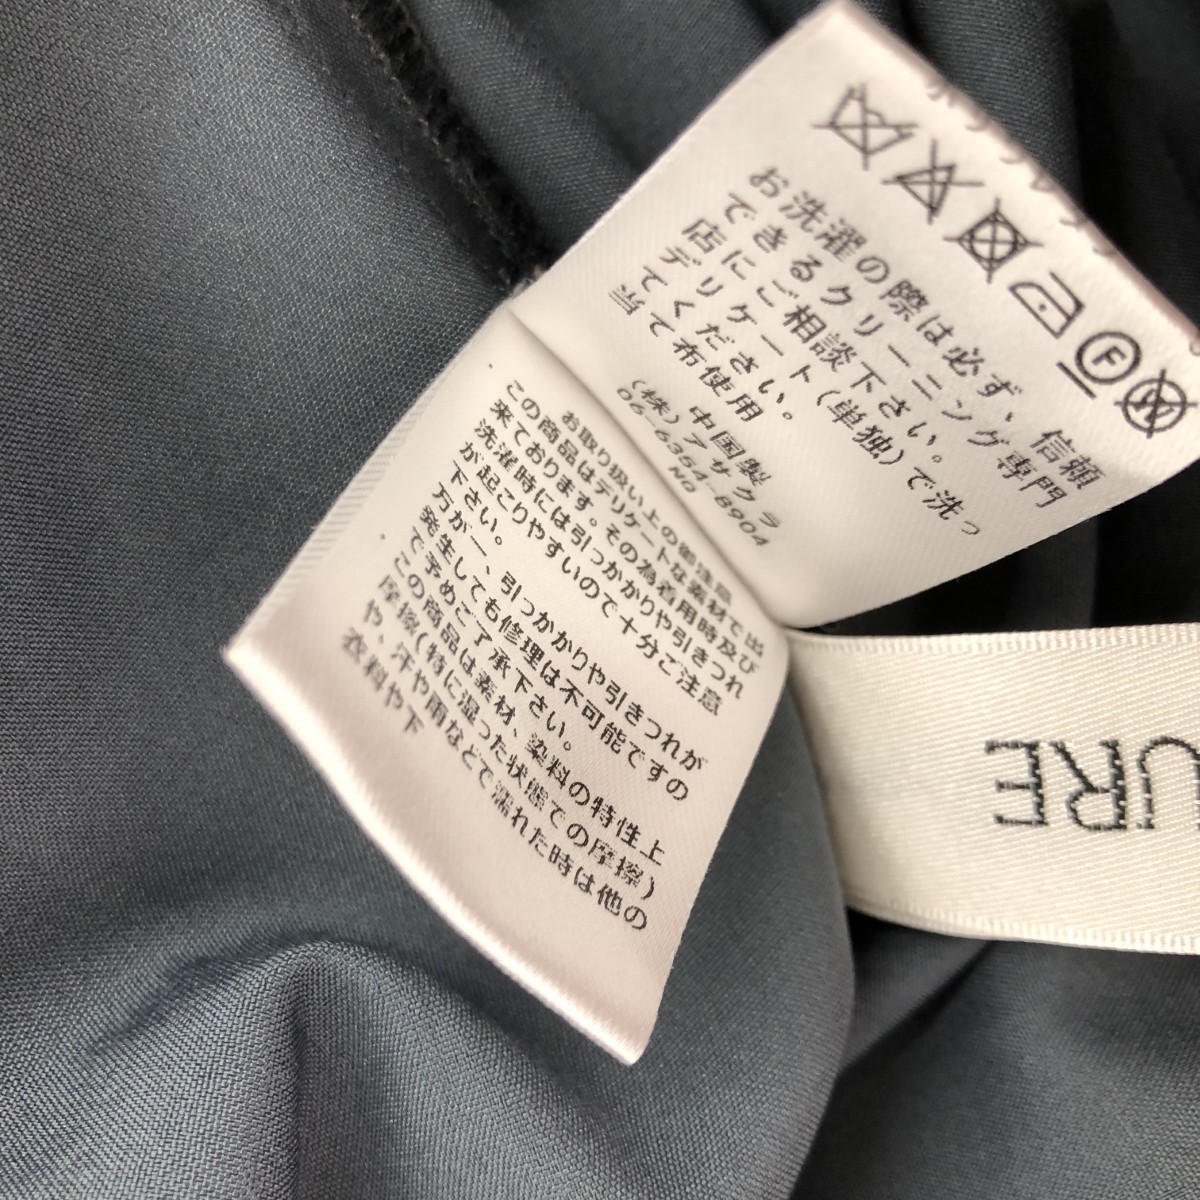 お洗濯の際は必ず、信頼
できるクリーニング専門
店にご相談下さい。
デリケート(単独)で洗っ
てください。
当て布使用
中国製
(株)アサクラ
06-6354-8904
NO
お取り扱い上の御注意
・この商品はデリケートな素材で出
来ております。その為着用時及び
洗濯時には引っかかりや引きつれ
が起こりやすいので十分ご注意
下さい。
万が一、引っかかりや引きつれが
発生しても修理は不可能ですの
で予めご了承下さい。
・この商品は素材、染料の特性上
摩擦(特に湿った状態での摩擦)
や、汗や雨などで濡れた時は他の
衣料や下
F
W
URE